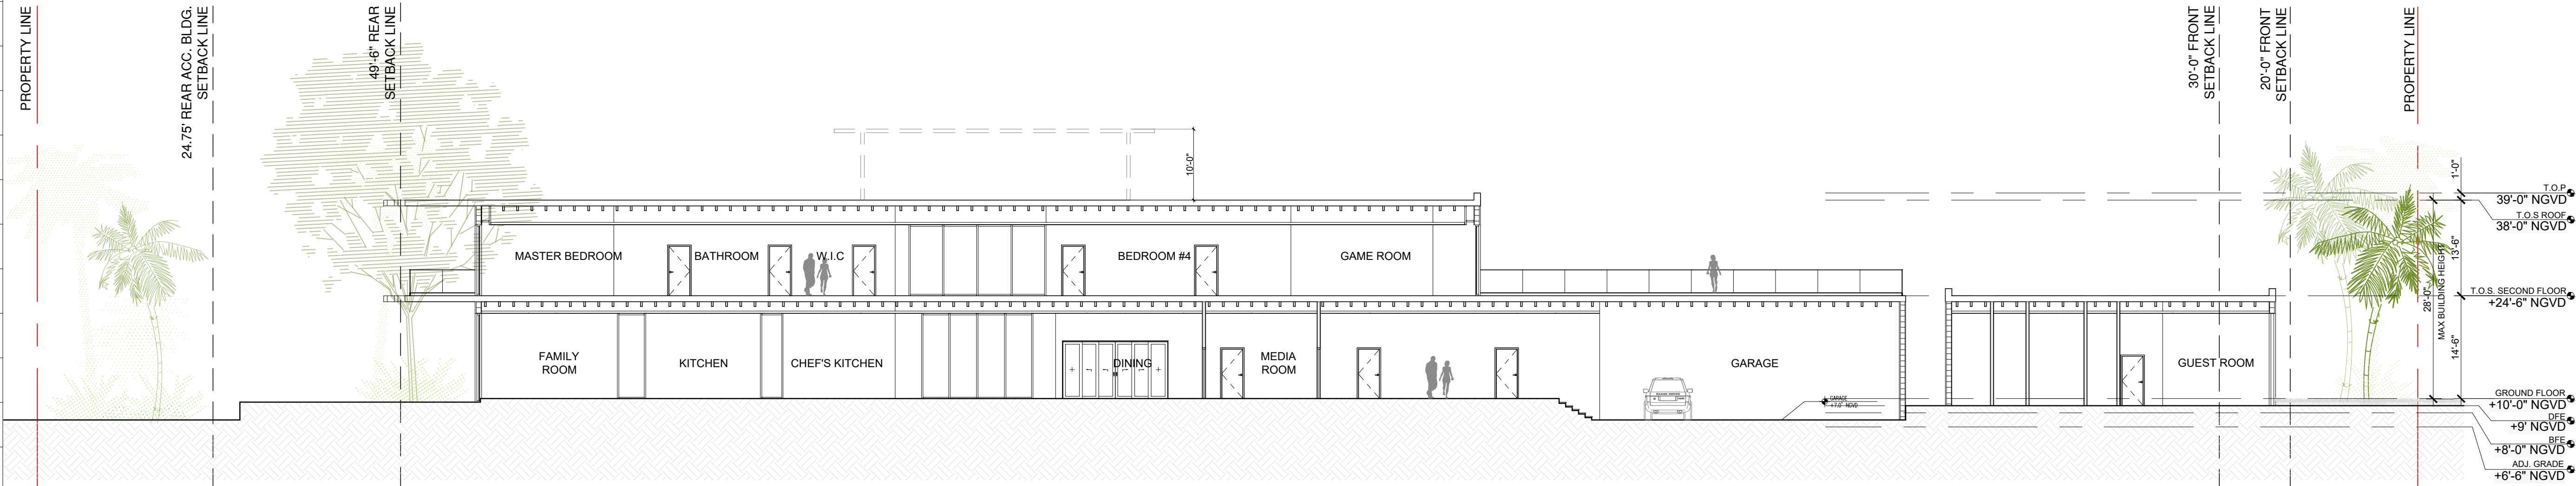 PROPERTY LINE
24.75' REAR ACC. BLDG.
SETBACK LINE
49'-6" REAR
SETBACK LINE
30'-0" FRONT
SETBACK LINE
20'-0" FRONT
SETBACK LINE
PROPERTY LINE
10'-0"
MASTER BEDROOM
BATHROOM
W.I.C
BEDROOM #4
GAME ROOM
FAMILY
ROOM
KITCHEN
CHEF'S KITCHEN
DINING
MEDIA
ROOM
GARAGE
GARAGE
+7.0' NGVD
GUEST ROOM
1'-0"
13'-6"
28'-0"
MAX BUILDING HEIGHT
14'-6"
T.O.P
39'-0" NGVD
T.O.S ROOF
38'-0" NGVD
T.O.S. SECOND FLOOR
+24'-6" NGVD
GROUND FLOOR
+10'-0" NGVD
DFE
+9' NGVD
BFE
+8'-0" NGVD
ADJ. GRADE
+6'-6" NGVD